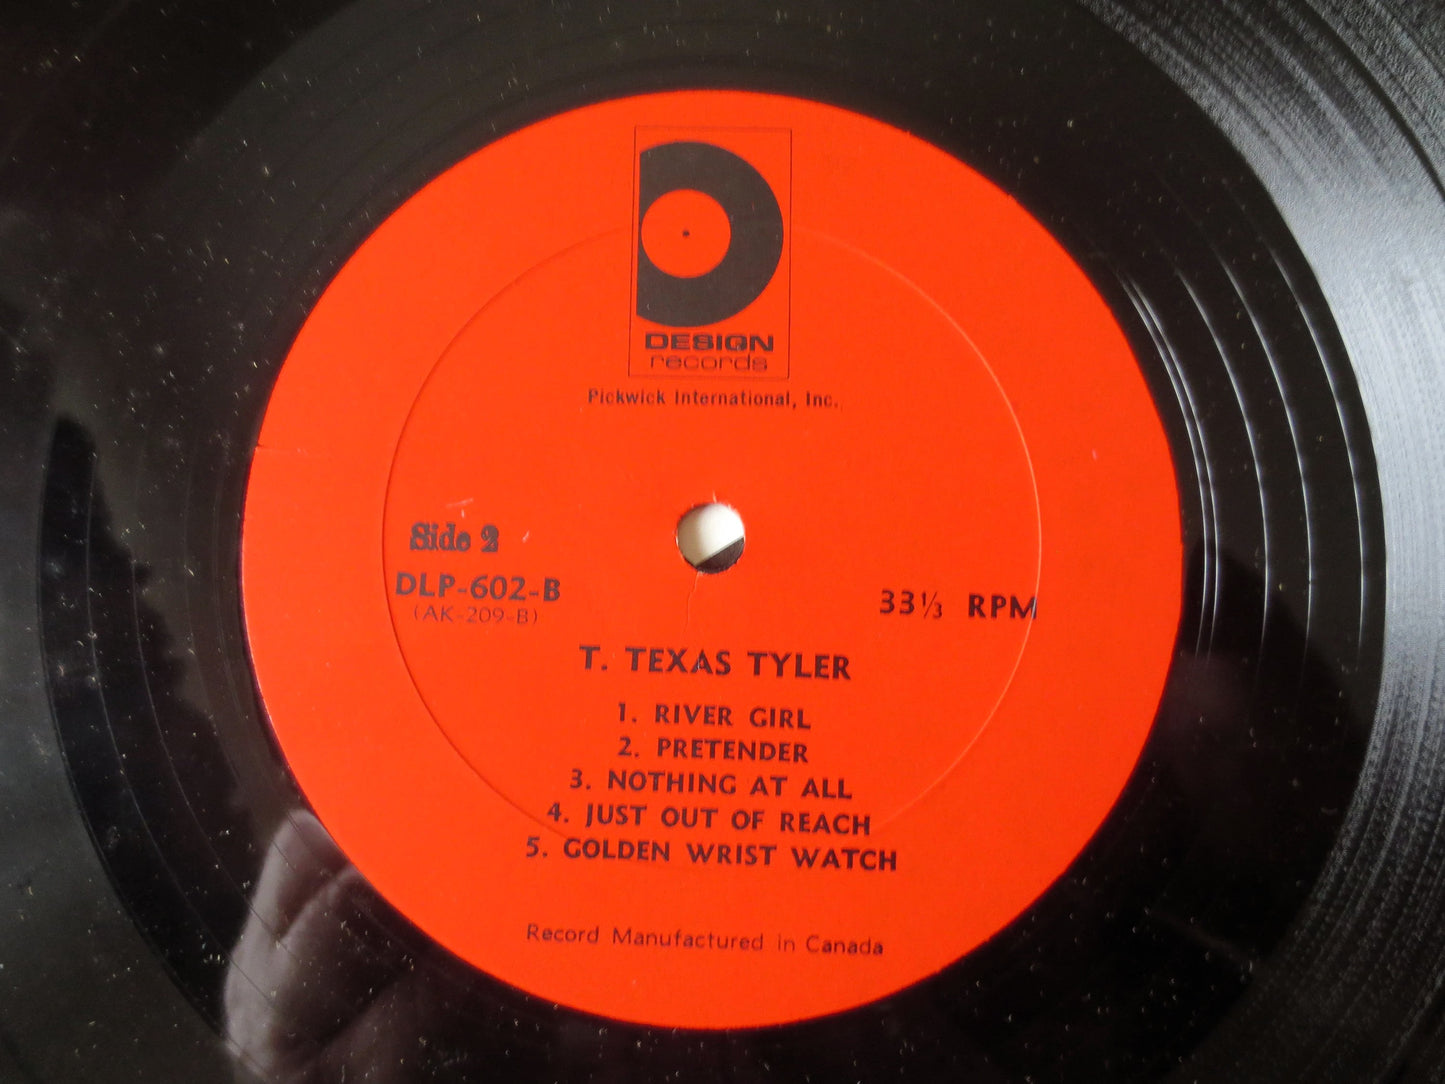 DESIGN
records
Pickwick International, Inc.
Side 2
DLP-602-B
(AK-209-B)
33⅓ RPM
T. TEXAS TYLER
1. RIVER GIRL
2. PRETENDER
3. NOTHING AT ALL
4. JUST OUT OF REACH
5. GOLDEN WRIST WATCH
Record Manufactured in Canada